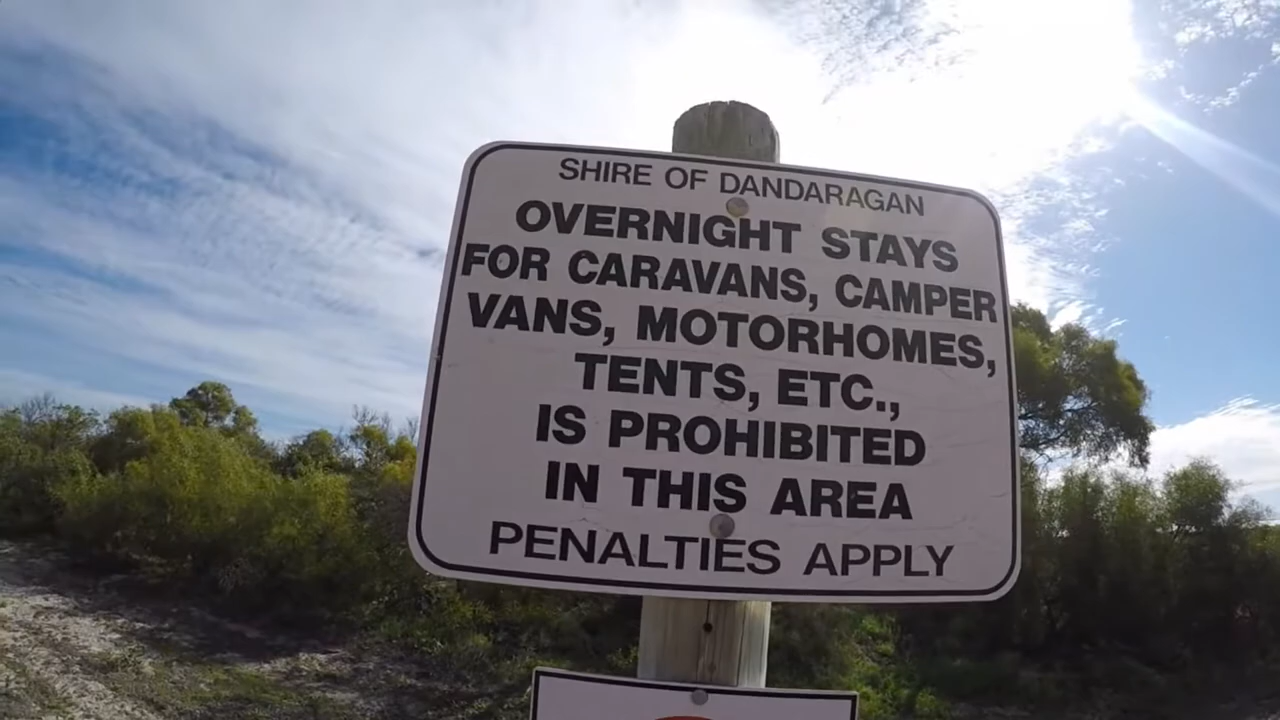 SHIRE OF DANDARAGAN
OVERNIGHT STAYS
FOR CARAVANS, CAMPER
VANS, MOTORHOMES,
TENTS, ETC.,
IS PROHIBITED
IN THIS AREA
PENALTIES APPLY